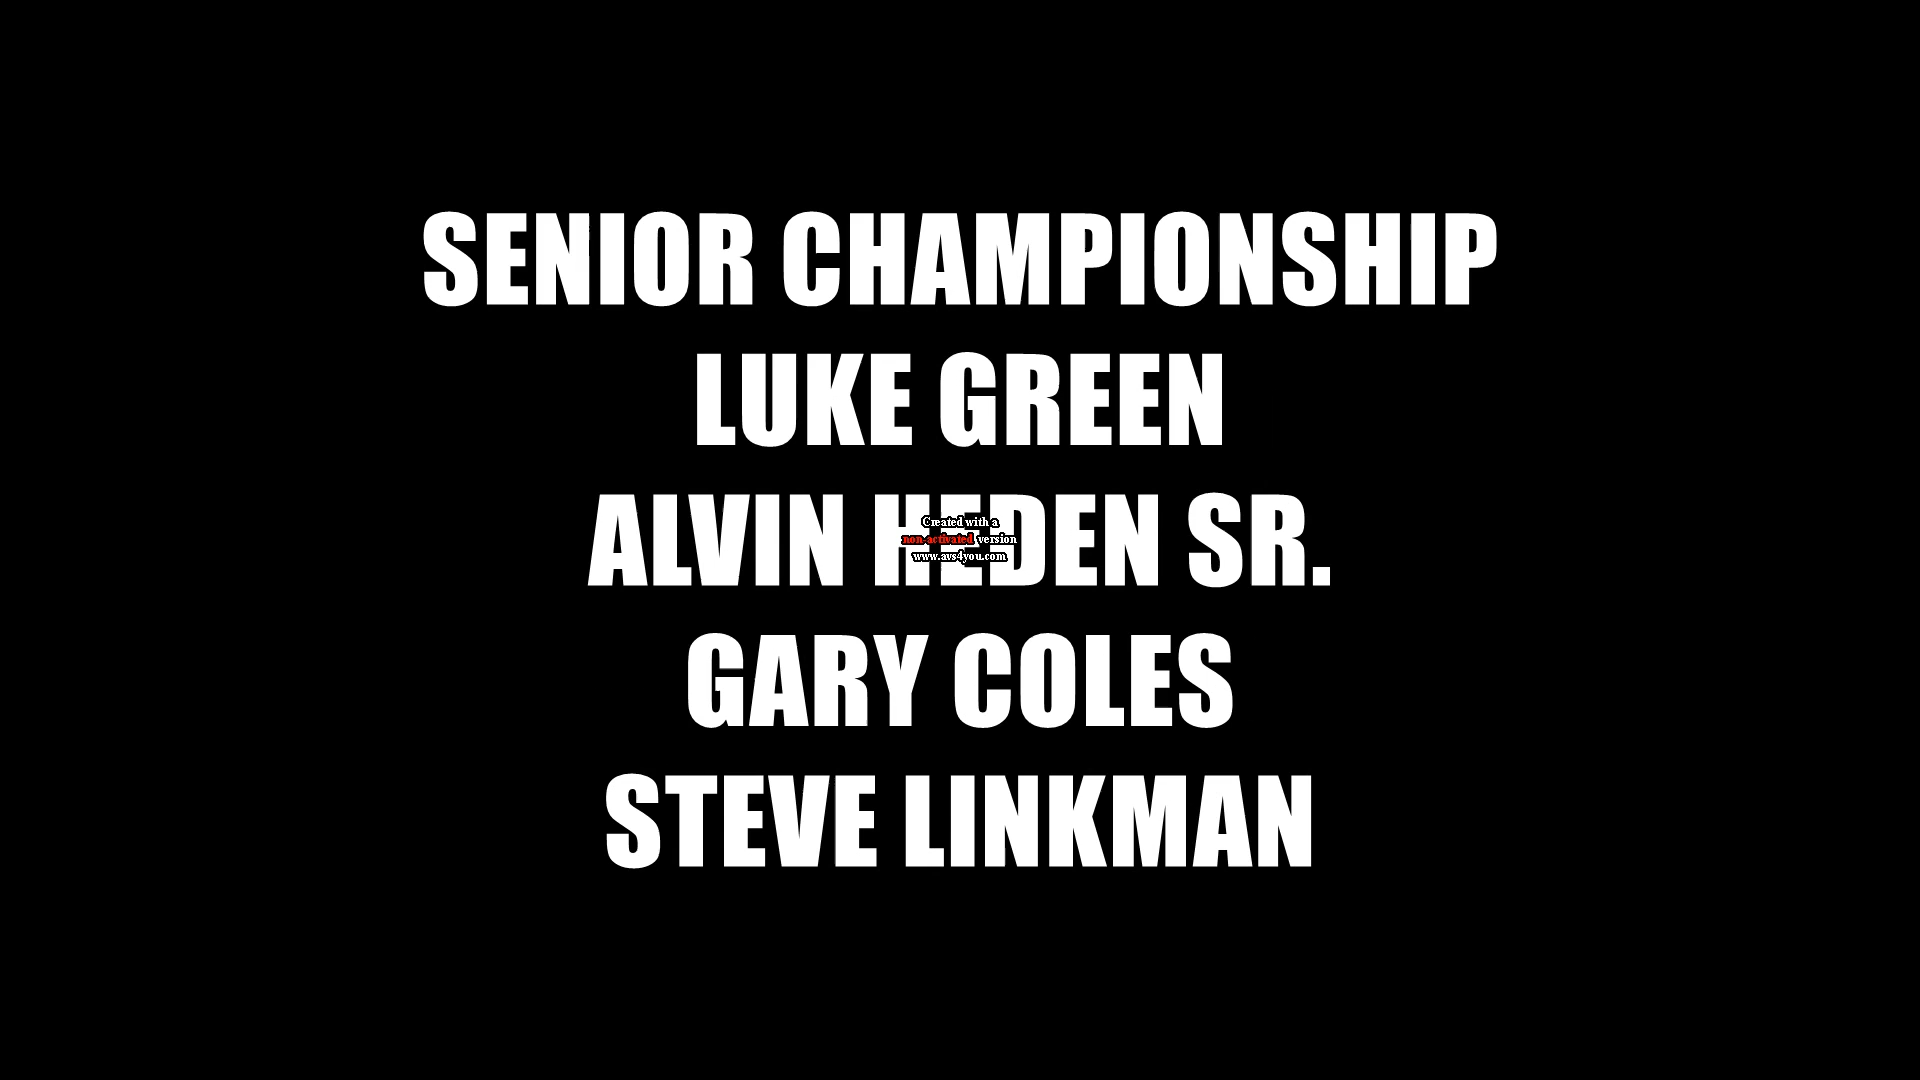 SENIOR CHAMPIONSHIP
LUKE GREEN
ALVIN HEDEN SR.
Created with a
non-activated version
www.avs4you.com
GARY COLES
STEVE LINKMAN